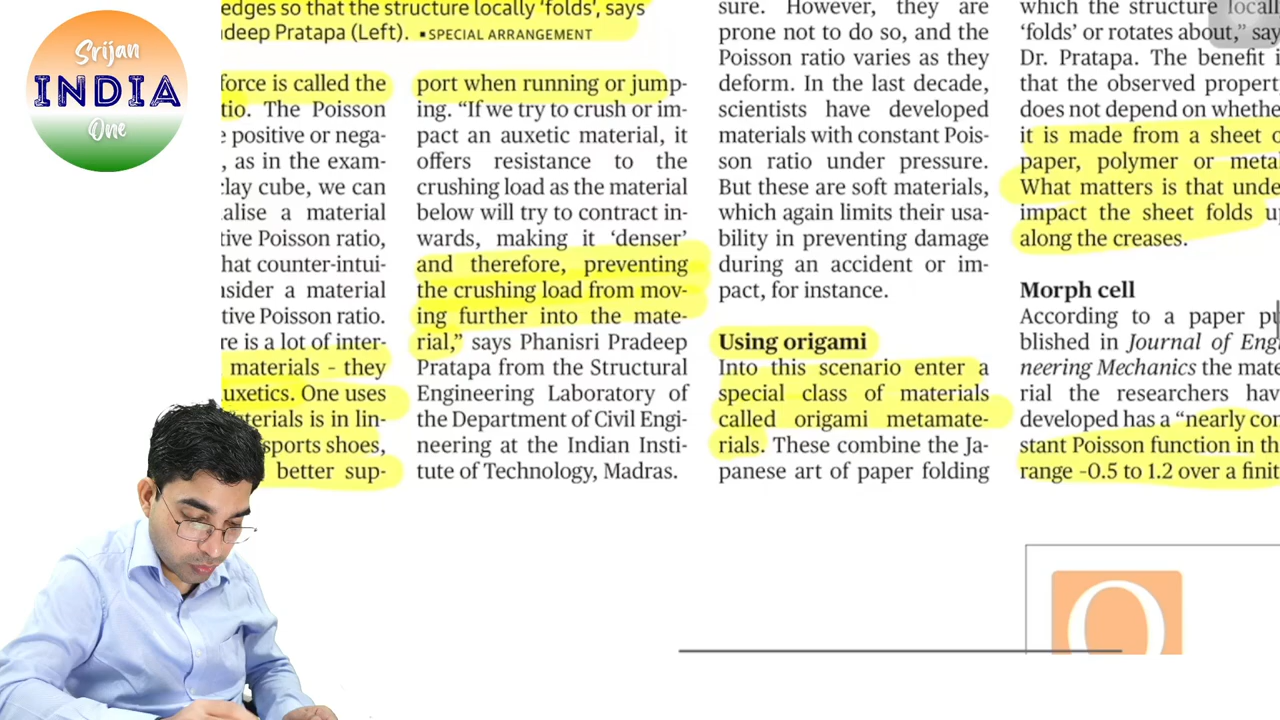 Srijan
INDIA
One
edges so that the structure locally 'folds', says
deep Pratapa (Left). ▪SPECIAL ARRANGEMENT
force is called the
. The Poisson
positive or nega-
, as in the exam-
clay cube, we can
a material
Poisson ratio,
that counter-intui-
a material
Poisson ratio.
is a lot of inter-
materials - they
One uses
is in lin-
sports shoes,
better sup-
port when running or jump-
ing. “If we try to crush or im-
pact an auxetic material, it
offers resistance to the
crushing load as the material
below will try to contract in-
wards, making it ‘denser’
and therefore, preventing
the crushing load from mov-
ing further into the mate-
rial,” says Phanisri Pradeep
Pratapa from the Structural
Engineering Laboratory of
the Department of Civil Engi-
neering at the Indian Insti-
tute of Technology, Madras.
sure. However, they are
prone not to do so, and the
Poisson ratio varies as they
deform. In the last decade,
scientists have developed
materials with constant Pois-
son ratio under pressure.
But these are soft materials,
which again limits their usa-
bility in preventing damage
during an accident or im-
pact, for instance.
Using origami
Into this scenario enter a
special class of materials
called origami metamate-
rials. These combine the Ja-
panese art of paper folding
which the structure locall
‘folds’ or rotates about,” say
Dr. Pratapa. The benefit i
that the observed property
does not depend on whethe
it is made from a sheet o
paper, polymer or metal
What matters is that unde
impact the sheet folds u
along the creases.
Morph cell
According to a paper pu
blished in Journal of Engi
neering Mechanics the mate
rial the researchers hav
developed has a “nearly con
stant Poisson function in th
range -0.5 to 1.2 over a finit
Q